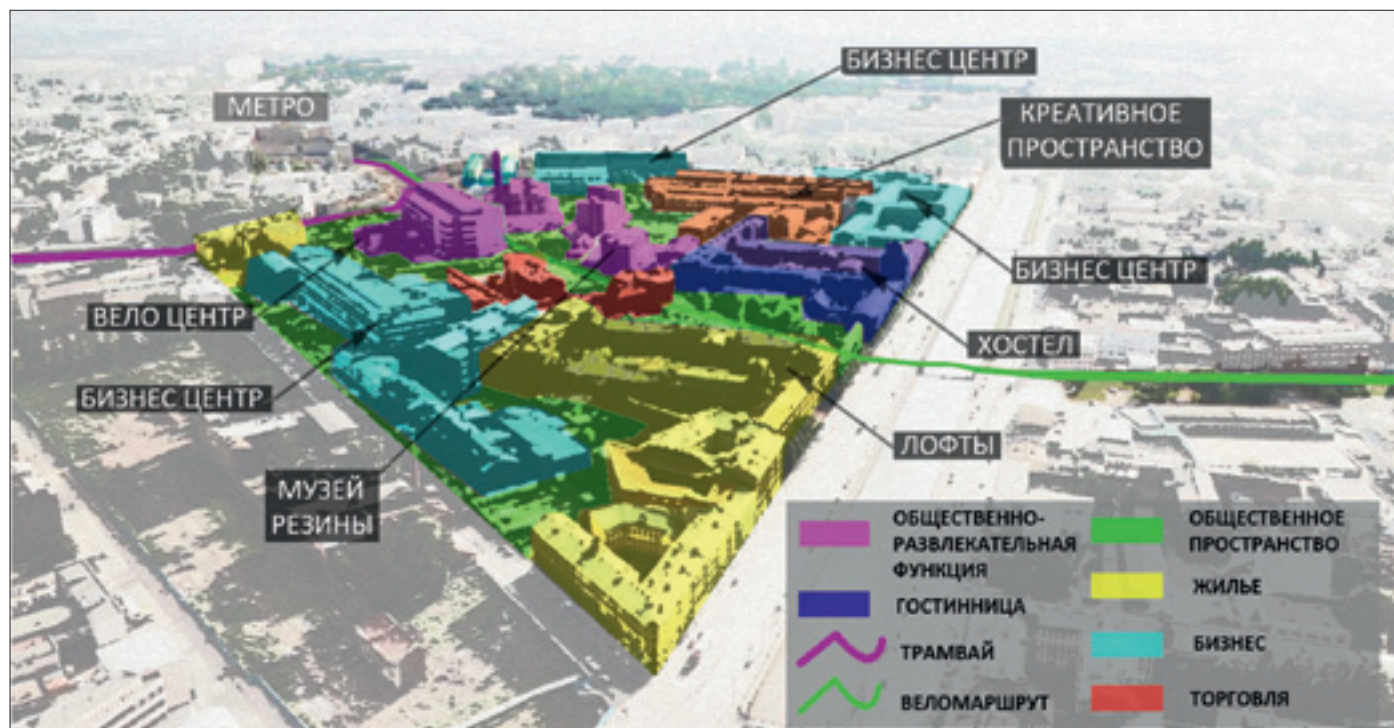 БИЗНЕС ЦЕНТР
МЕТРО
КРЕАТИВНОЕ
ПРОСТРАНСТВО
БИЗНЕС ЦЕНТР
ВЕЛО ЦЕНТР
ХОСТЕЛ
БИЗНЕС ЦЕНТР
ЛОФТЫ
МУЗЕЙ
РЕЗИНЫ
ОБЩЕСТВЕННО-
РАЗВЛЕКАТЕЛЬНАЯ
ФУНКЦИЯ
ГОСТИННИЦА
ТРАМВАЙ
ВЕЛОМАРШРУТ
ОБЩЕСТВЕННОЕ
ПРОСТРАНСТВО
ЖИЛЬЕ
БИЗНЕС
ТОРГОВЛЯ